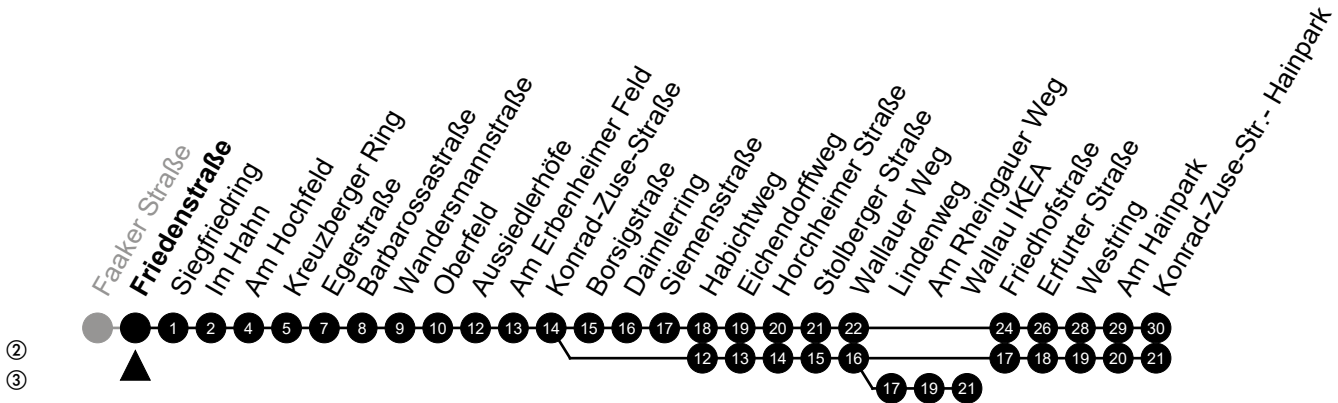 Faaker Straße
Friedenstraße
Siegfriedring
Im Hahn
Am Hochfeld
Kreuzberger Ring
Egerstraße
Barbarossastraße
Wandersmannstraße
Oberfeld
Aussiedlerhöfe
Am Erbenheimer Feld
Konrad-Zuse-Straße
Borsigstraße
Daimlerring
Siemensstraße
Habichtweg
Eichendorffweg
Horchheimer Straße
Stolberger Straße
Wallauer Weg
Lindenweg
Am Rheingauer Weg
Wallau IKEA
Friedhofstraße
Erfurter Straße
Westring
Am Hainpark
Konrad-Zuse-Str.- Hainpark
1 2 4 5 7 8 9 10 12 13 14 15 16 17 18 19 20 21 22 24 26 28 29 30
② 12 13 14 15 16 17 18 19 20 21
③ 17 19 21